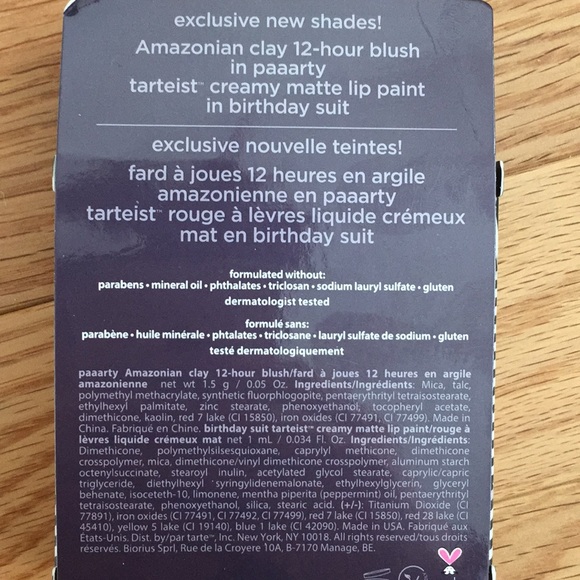 exclusive new shades!
Amazonian clay 12-hour blush
in paaarty
tarteist™ creamy matte lip paint
in birthday suit
exclusive nouvelle teintes!
fard à joues 12 heures en argile
amazonienne en paaarty
tarteist™ rouge à lèvres liquide crémeux
mat en birthday suit
formulated without:
parabens • mineral oil • phthalates • triclosan • sodium lauryl sulfate • gluten
dermatologist tested
formulé sans:
parabène • huile minérale • phtalates • triclosane • lauryl sulfate de sodium • gluten
testé dermatologiquement
paaarty Amazonian clay 12-hour blush/fard à joues 12 heures en argile
amazonienne net wt 1.5 g / 0.05 Oz. Ingredients/Ingrédients: Mica, talc,
polymethyl methacrylate, synthetic fluorphlogopite, pentaerythrityl tetraisostearate,
ethylhexyl palmitate, zinc stearate, phenoxyethanol, tocopheryl acetate,
dimethicone, kaolin, red 7 lake (CI 15850), iron oxides (CI 77491, CI 77499). Made in
China. Fabriqué en Chine. birthday suit tarteist™ creamy matte lip paint/rouge à
lèvres liquide crémeux mat net 1 mL / 0.034 Fl. Oz. Ingredients/Ingrédients:
Dimethicone, polymethylsilsesquioxane, caprylyl methicone, dimethicone
crosspolymer, mica, dimethicone/vinyl dimethicone crosspolymer, aluminum starch
octenylsuccinate, stearoyl inulin, acetylated glycol stearate, caprylic/capric
triglyceride, diethylhexyl syringylidenemalonate, ethylhexylglycerin, glyceryl
behenate, isoceteth-10, limonene, mentha piperita (peppermint) oil, pentaerythrityl
tetraisostearate, phenoxyethanol, silica, stearic acid. (+/-): Titanium Dioxide (CI
77891), iron oxides (CI 77491, CI 77492, CI 77499), red 7 lake (CI 15850), red 28 lake (CI
45410), yellow 5 lake (CI 19140), blue 1 lake (CI 42090). Made in USA. Fabriqué aux
États-Unis. Dist. by/par tarte™, Inc. New York, NY 10018. All rights reserved/tous droits
réservés. Biorius Sprl, Rue de la Croyere 10A, B-7170 Manage, BE.